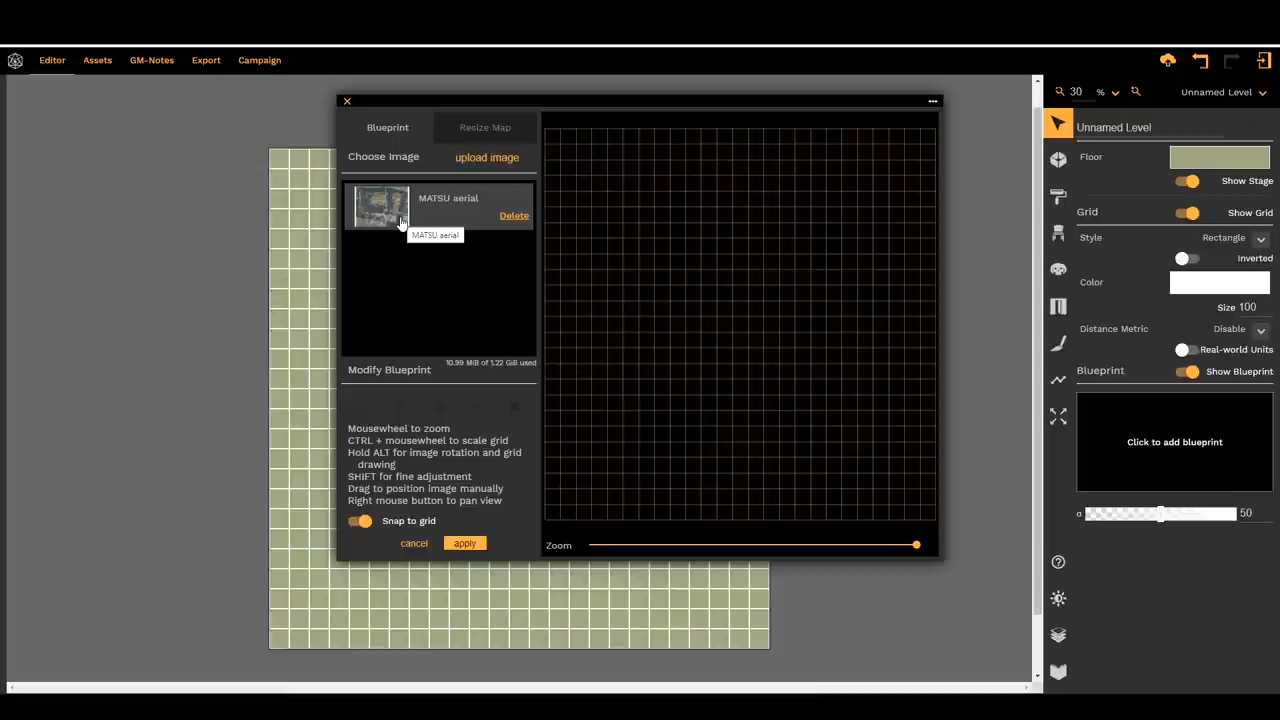 Editor Assets GM-Notes Export Campaign
30 % Unnamed Level
Blueprint Resize Map
Choose Image upload image
MATSU aerial
Delete
MATSU aerial
10.99 MiB of 1.22 GiB used
Modify Blueprint
Mousewheel to zoom
CTRL + mousewheel to scale grid
Hold ALT for image rotation and grid
drawing
SHIFT for fine adjustment
Drag to position image manually
Right mouse button to pan view
Snap to grid
cancel apply
Zoom
Unnamed Level
Floor
Show Stage
Grid Show Grid
Style Rectangle
Inverted
Color
Size 100
Distance Metric Disable
Real-world Units
Blueprint Show Blueprint
Click to add blueprint
α 50